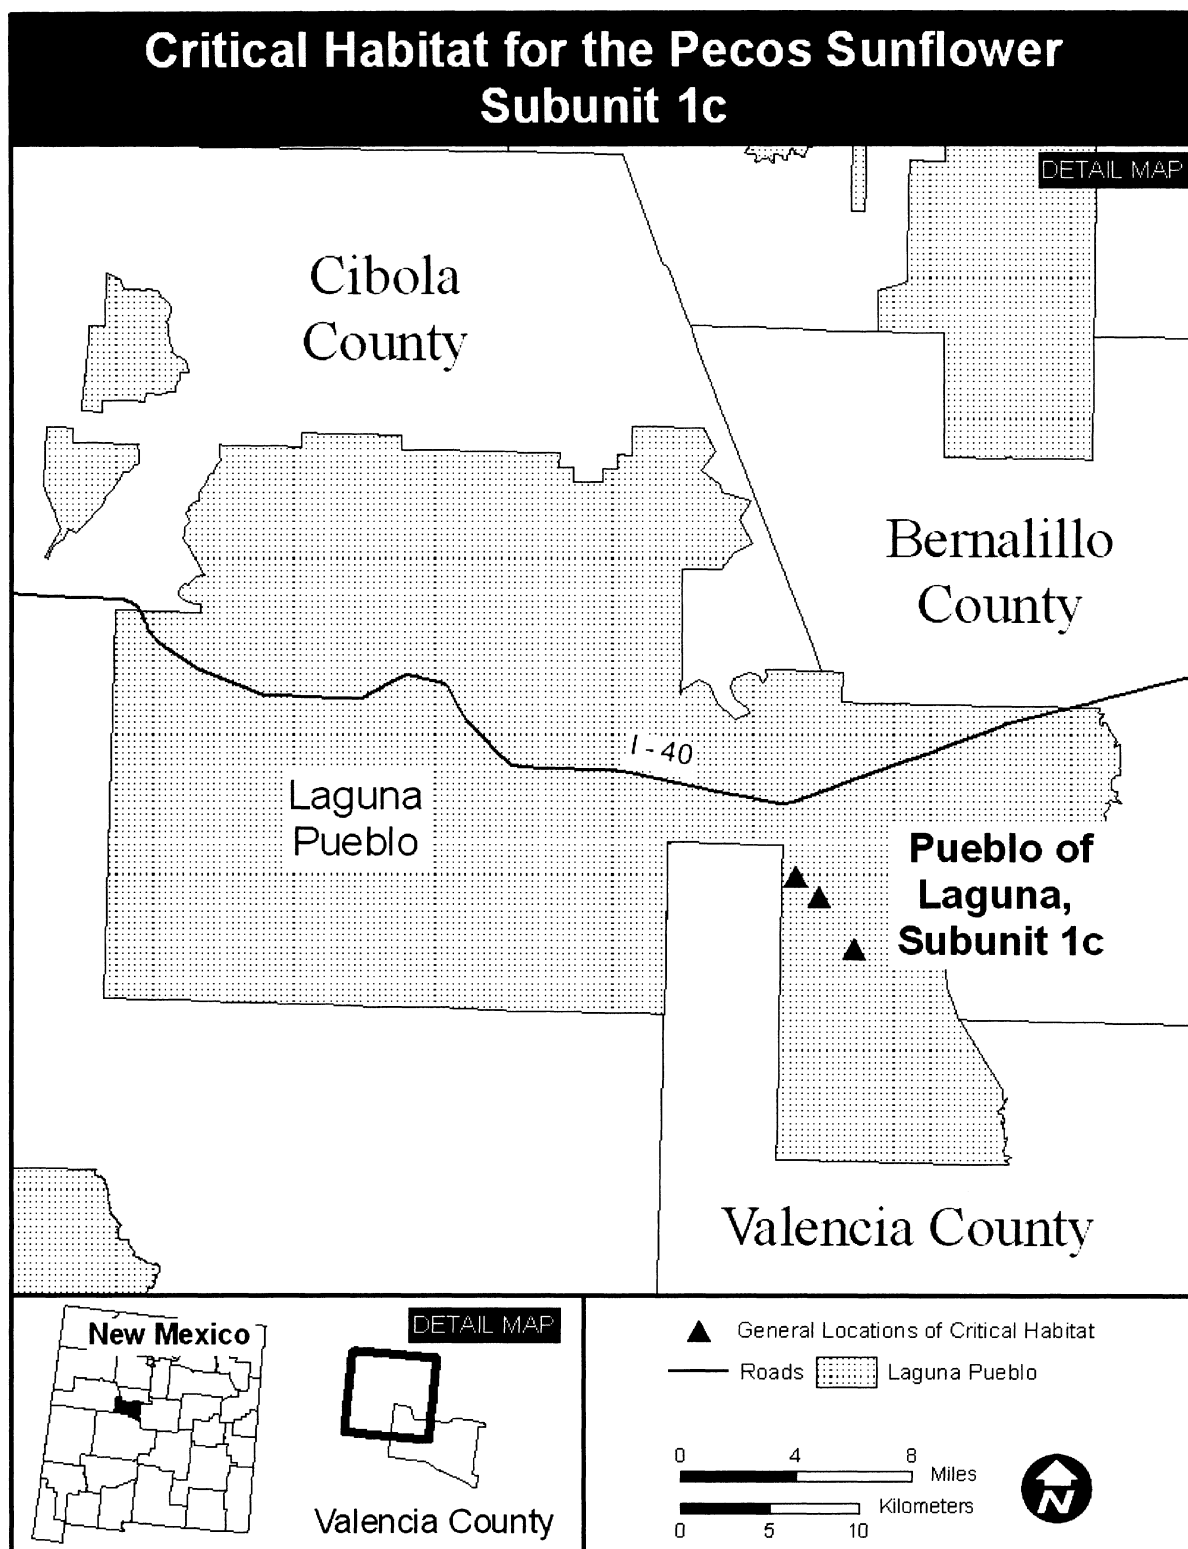 Critical Habitat for the Pecos Sunflower
Subunit 1c
DETAIL MAP
Cibola
County
Bernalillo
County
I-40
Laguna
Pueblo
Pueblo of
Laguna,
Subunit 1c
Valencia County
New Mexico
DETAIL MAP
Valencia County
General Locations of Critical Habitat
Roads
Laguna Pueblo
0 4 8
Miles
Kilometers
0 5 10
N